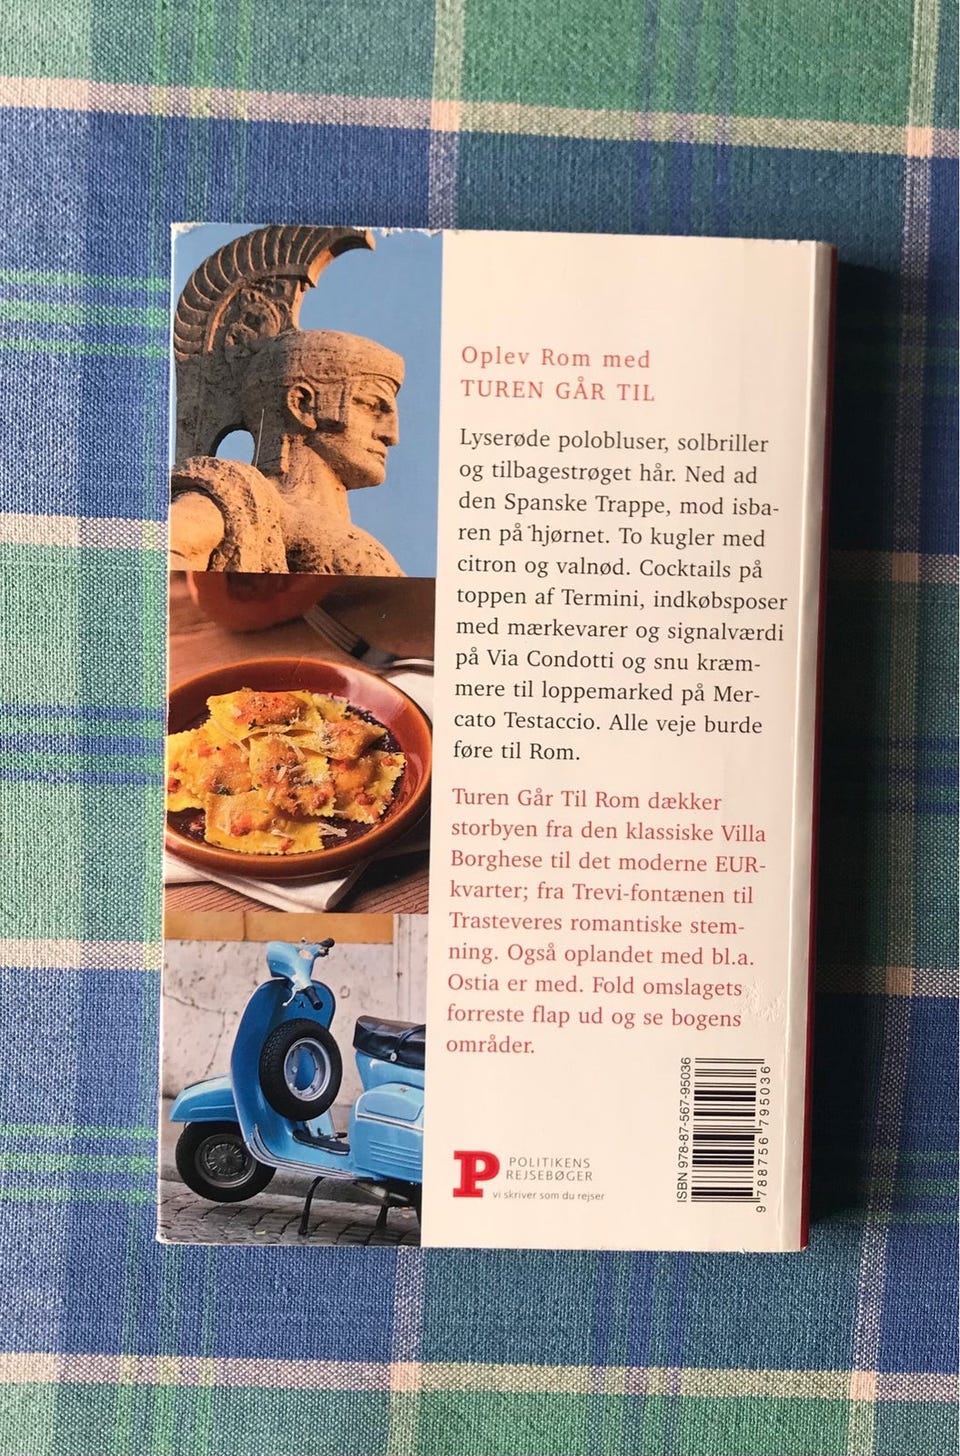 Oplev Rom med
TUREN GÅR TIL
Lyserøde polobluser, solbriller
og tilbagestrøget hår. Ned ad
den Spanske Trappe, mod isba-
ren på hjørnet. To kugler med
citron og valnød. Cocktails på
toppen af Termini, indkøbsposer
med mærkevarer og signalværdi
på Via Condotti og snu kræm-
mere til loppemarked på Mer-
cato Testaccio. Alle veje burde
føre til Rom.
Turen Går Til Rom dækker
storbyen fra den klassiske Villa
Borghese til det moderne EUR-
kvarter; fra Trevi-fontænen til
Trasteveres romantiske stem-
ning. Også oplandet med bl.a.
Ostia er med. Fold omslagets
forreste flap ud og se bogens
områder.
P
POLITIKENS
REJSEBØGER
vi skriver som du rejser
ISBN 978-87-567-95036
9 788756 795036